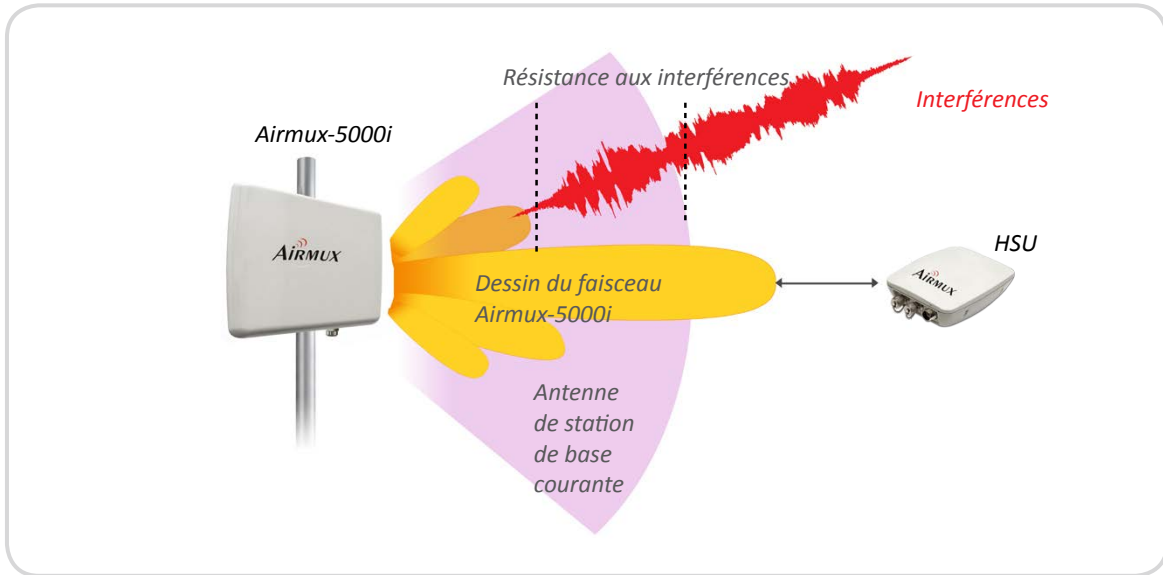 Résistance aux interférences
Interférences
Airmux-5000i
AIRMUX
HSU
AIRMUX
Dessin du faisceau
Airmux-5000i
Antenne
de station
de base
courante